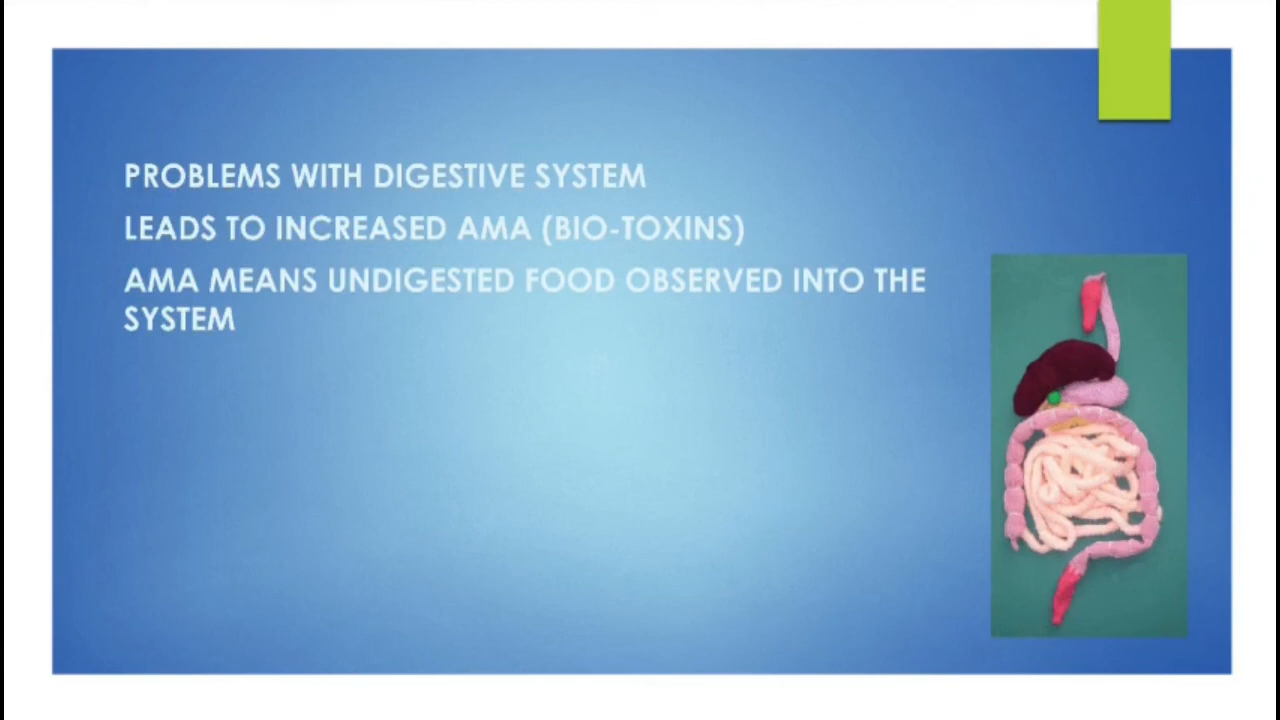 PROBLEMS WITH DIGESTIVE SYSTEM
LEADS TO INCREASED AMA (BIO-TOXINS)
AMA MEANS UNDIGESTED FOOD OBSERVED INTO THE
SYSTEM